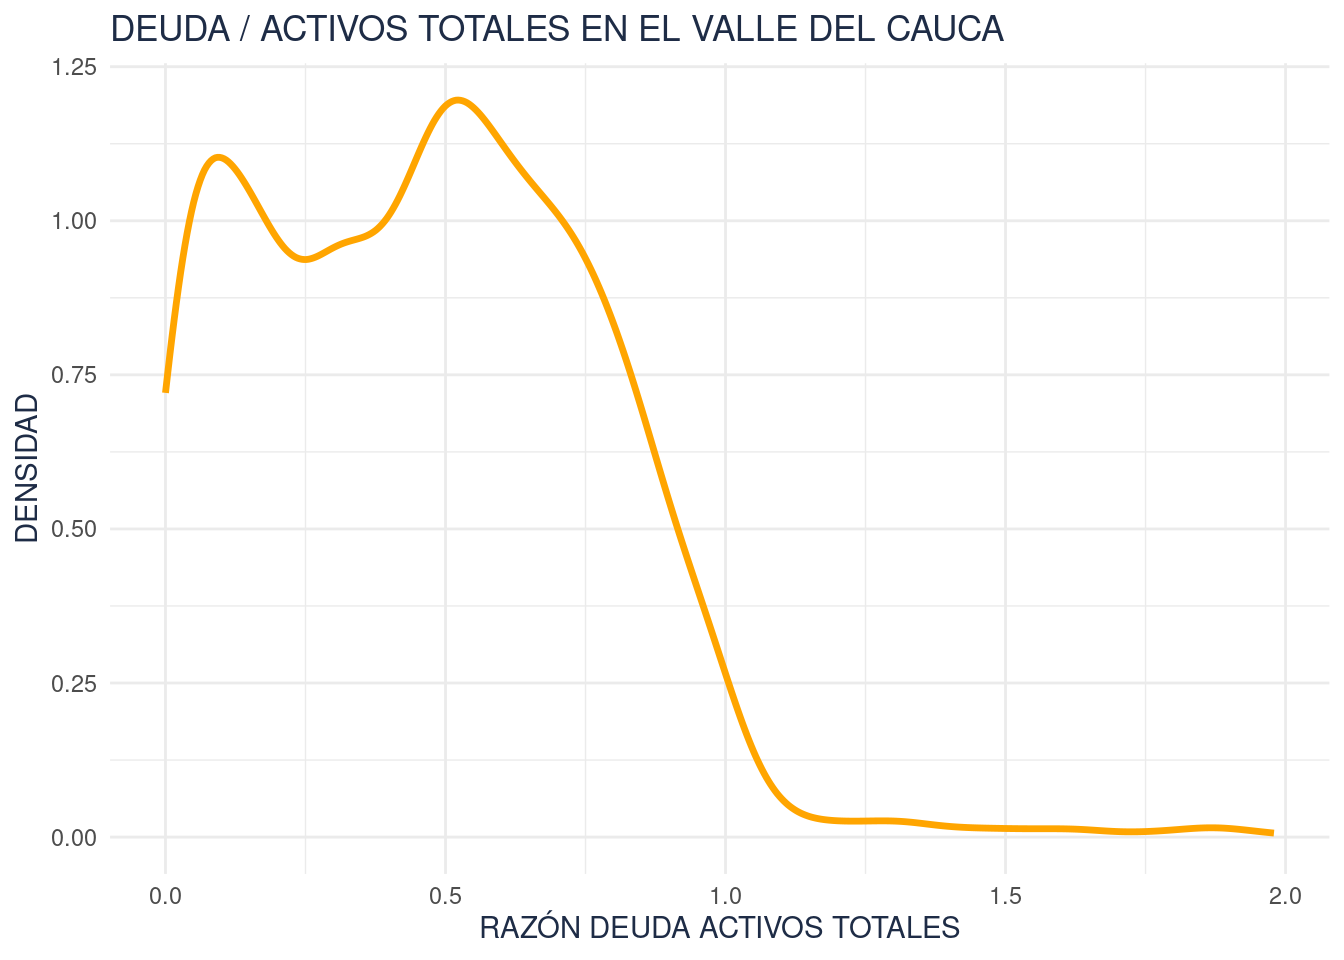 DEUDA / ACTIVOS TOTALES EN EL VALLE DEL CAUCA
1.25
1.00
0.75
0.50
0.25
0.00
DENSIDAD
0.0 0.5 1.0 1.5 2.0
RAZÓN DEUDA ACTIVOS TOTALES